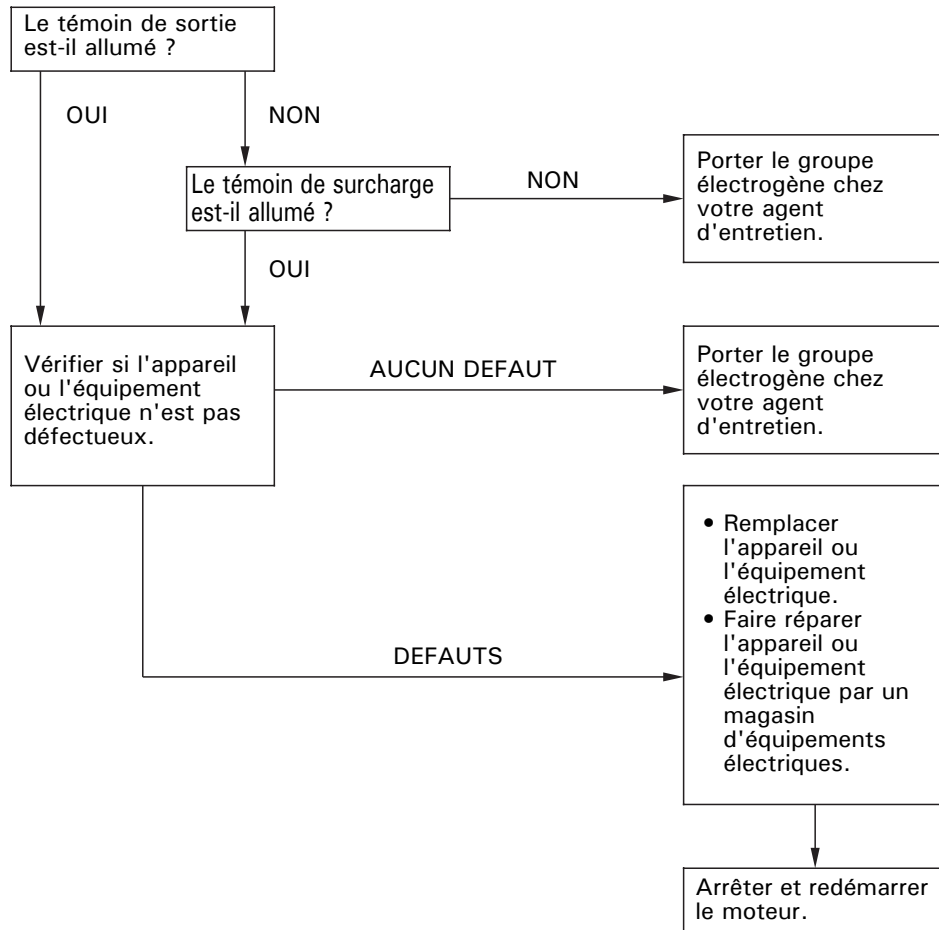 Le témoin de sortie
est-il allumé ?
OUI
NON
Le témoin de surcharge
est-il allumé ?
NON
Porter le groupe
électrogène chez
votre agent
d'entretien.
OUI
Vérifier si l'appareil
ou l'équipement
électrique n'est pas
défectueux.
AUCUN DEFAUT
Porter le groupe
électrogène chez
votre agent
d'entretien.
DEFAUTS
• Remplacer
l'appareil ou
l'équipement
électrique.
• Faire réparer
l'appareil ou
l'équipement
électrique par un
magasin
d'équipements
électriques.
Arrêter et redémarrer
le moteur.